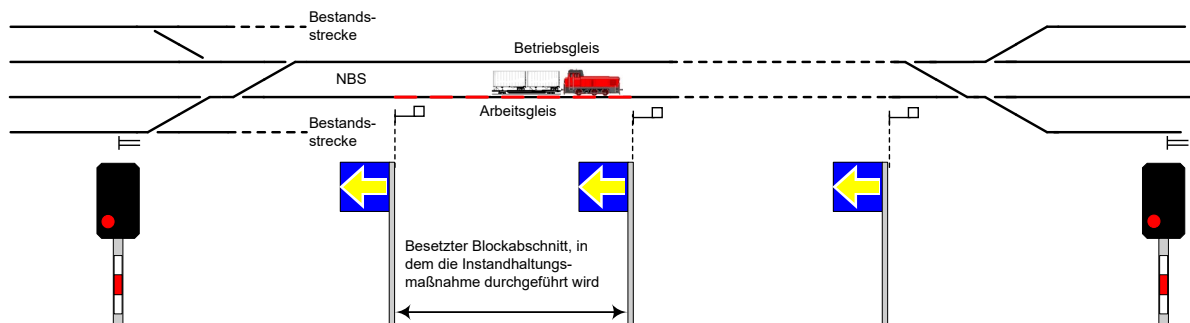 Bestands-
strecke
Betriebsgleis
NBS
Arbeitsgleis
Bestands-
strecke
Besetzter Blockabschnitt, in
dem die Instandhaltungs-
maßnahme durchgeführt wird